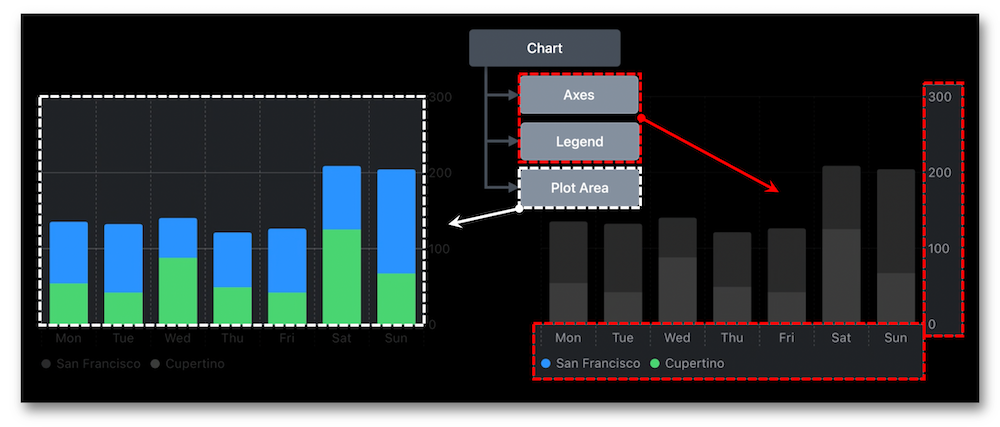 Chart
Axes
Legend
Plot Area
300
200
100
0
Mon Tue Wed Thu Fri Sat Sun
San Francisco Cupertino
300
200
100
0
Mon Tue Wed Thu Fri Sat Sun
San Francisco Cupertino